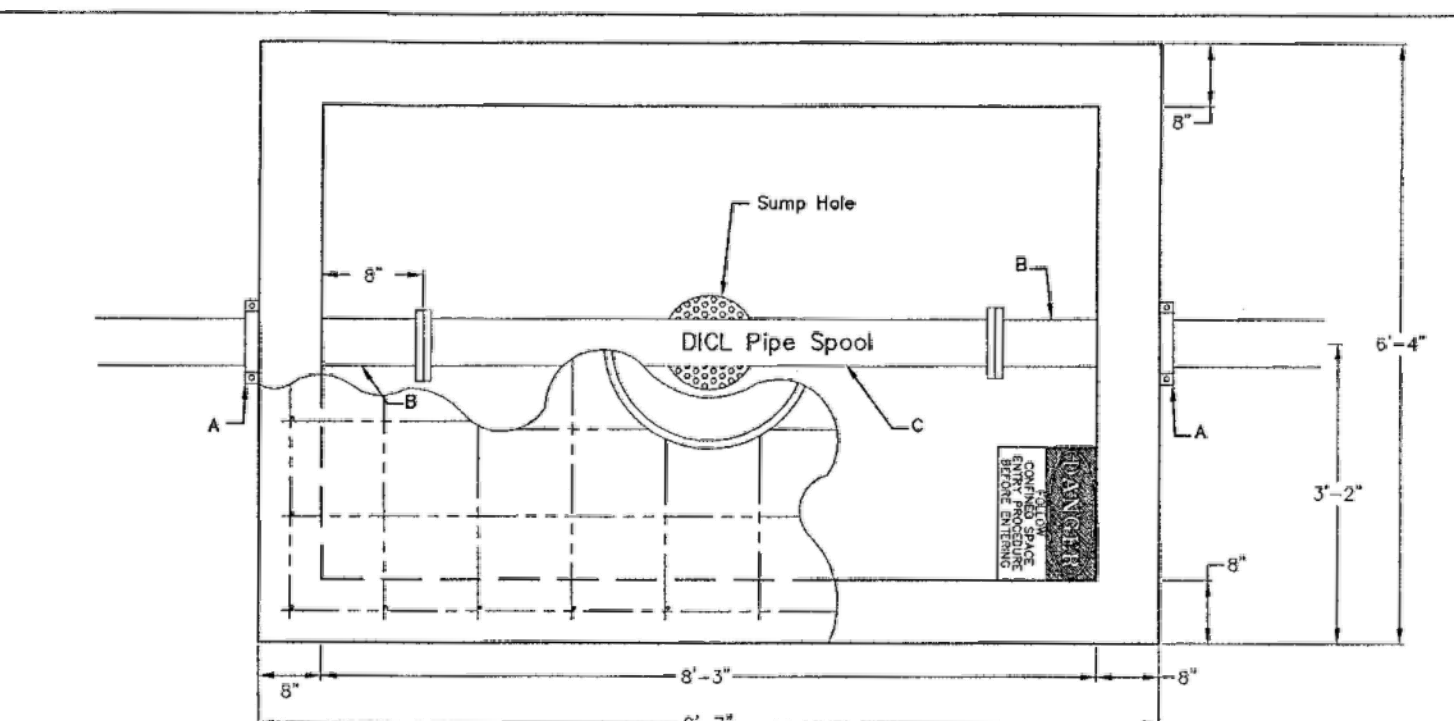 8"
Sump Hole
8"
B
DICL Pipe Spool
6'-4"
B
A
C
A
3'-2"
DANGER
FOLLOW
CONFINED SPACE
ENTRY PROCEDURE
BEFORE ENTERING
8"
8"
8'-3"
8"